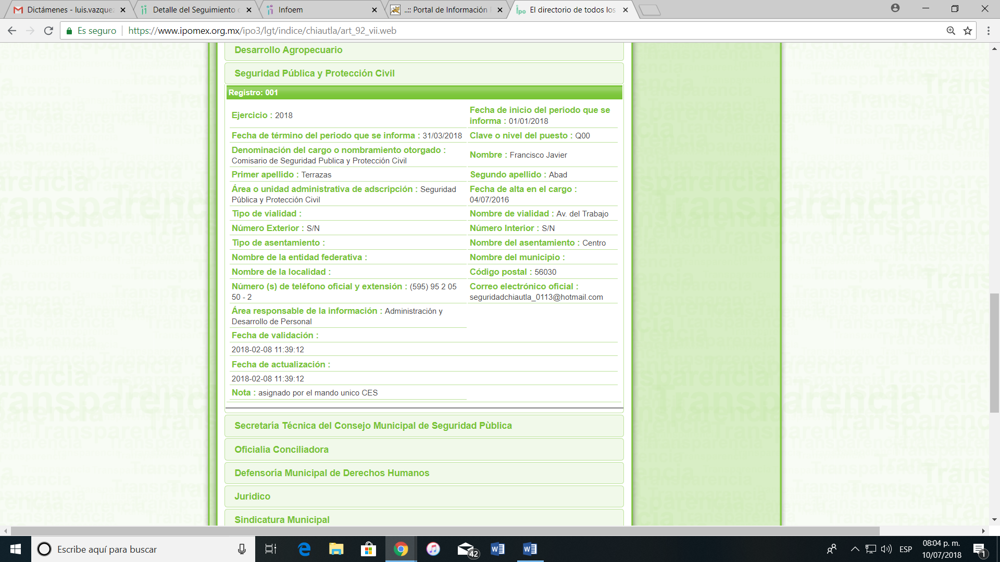 Dictámenes - luis.vazquez
Detalle del Seguimiento
Infoem
..:: Portal de Información
El directorio de todos los
Es seguro
https://www.ipomex.org.mx/ipo3/lgt/indice/chiautla/art_92_vii.web
Desarrollo Agropecuario
Seguridad Pública y Protección Civil
Registro: 001
Ejercicio : 2018
Fecha de inicio del periodo que se
informa : 01/01/2018
Fecha de término del periodo que se informa : 31/03/2018
Clave o nivel del puesto : Q00
Denominación del cargo o nombramiento otorgado :
Comisario de Seguridad Publica y Protección Civil
Nombre : Francisco Javier
Primer apellido : Terrazas
Segundo apellido : Abad
Área o unidad administrativa de adscripción : Seguridad
Pública y Protección Civil
Fecha de alta en el cargo :
04/07/2016
Tipo de vialidad :
Nombre de vialidad : Av. del Trabajo
Número Exterior : S/N
Número Interior : S/N
Tipo de asentamiento :
Nombre del asentamiento : Centro
Nombre de la entidad federativa :
Nombre del municipio :
Nombre de la localidad :
Código postal : 56030
Número (s) de teléfono oficial y extensión : (595) 95 2 05
50 - 2
Correo electrónico oficial :
seguridadchiautla_0113@hotmail.com
Área responsable de la información : Administración y
Desarrollo de Personal
Fecha de validación :
2018-02-08 11:39:12
Fecha de actualización :
2018-02-08 11:39:12
Nota : asignado por el mando unico CES
Secretaría Técnica del Consejo Municipal de Seguridad Pùblica
Oficialia Conciliadora
Defensoría Municipal de Derechos Humanos
Juridico
Sindicatura Municipal
Escribe aquí para buscar
42
ESP
08:04 p. m.
10/07/2018
1